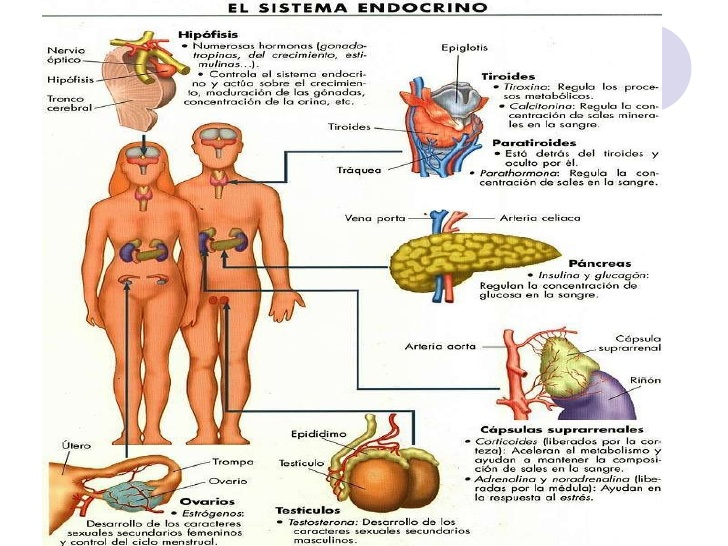 EL SISTEMA ENDOCRINO
Hipófisis
• Numerosas hormonas (gonado-
tropinas, del crecimiento, esti-
mulinas...).
• Controla el sistema endocri-
no y actúa sobre el crecimien-
to, maduración de las gónadas,
concentración de la orina, etc.
Nervio
óptico
Hipófisis
Tronco
cerebral
Epiglotis
Tiroides
Tráquea
Tiroides
• Tiroxina: Regula los proce-
sos metabólicos.
• Calcitonina: Regula la con-
centración de sales minera-
les en la sangre.
Paratiroides
• Está detrás del tiroides y
oculto por él.
• Parathormona: Regula la con-
centración de sales en la sangre.
Vena porta
Arteria celiaca
Páncreas
• Insulina y glucagón:
Regulan la concentración de
glucosa en la sangre.
Arteria aorta
Cápsula
suprarrenal
Riñón
Cápsulas suprarrenales
• Corticoides (liberados por la cor-
teza): Aceleran el metabolismo y
ayudan a mantener la composi-
ción de sales en la sangre.
• Adrenalina y noradrenalina (libe-
radas por la médula): Ayudan en
la respuesta al estrés.
Útero
Trompa
Ovario
Ovarios
• Estrógenos:
Desarrollo de los caracteres
sexuales secundarios femeninos
y control del ciclo menstrual.
Epidídimo
Testículo
Testículos
• Testosterona: Desarrollo de los
caracteres sexuales secundarios
masculinos.